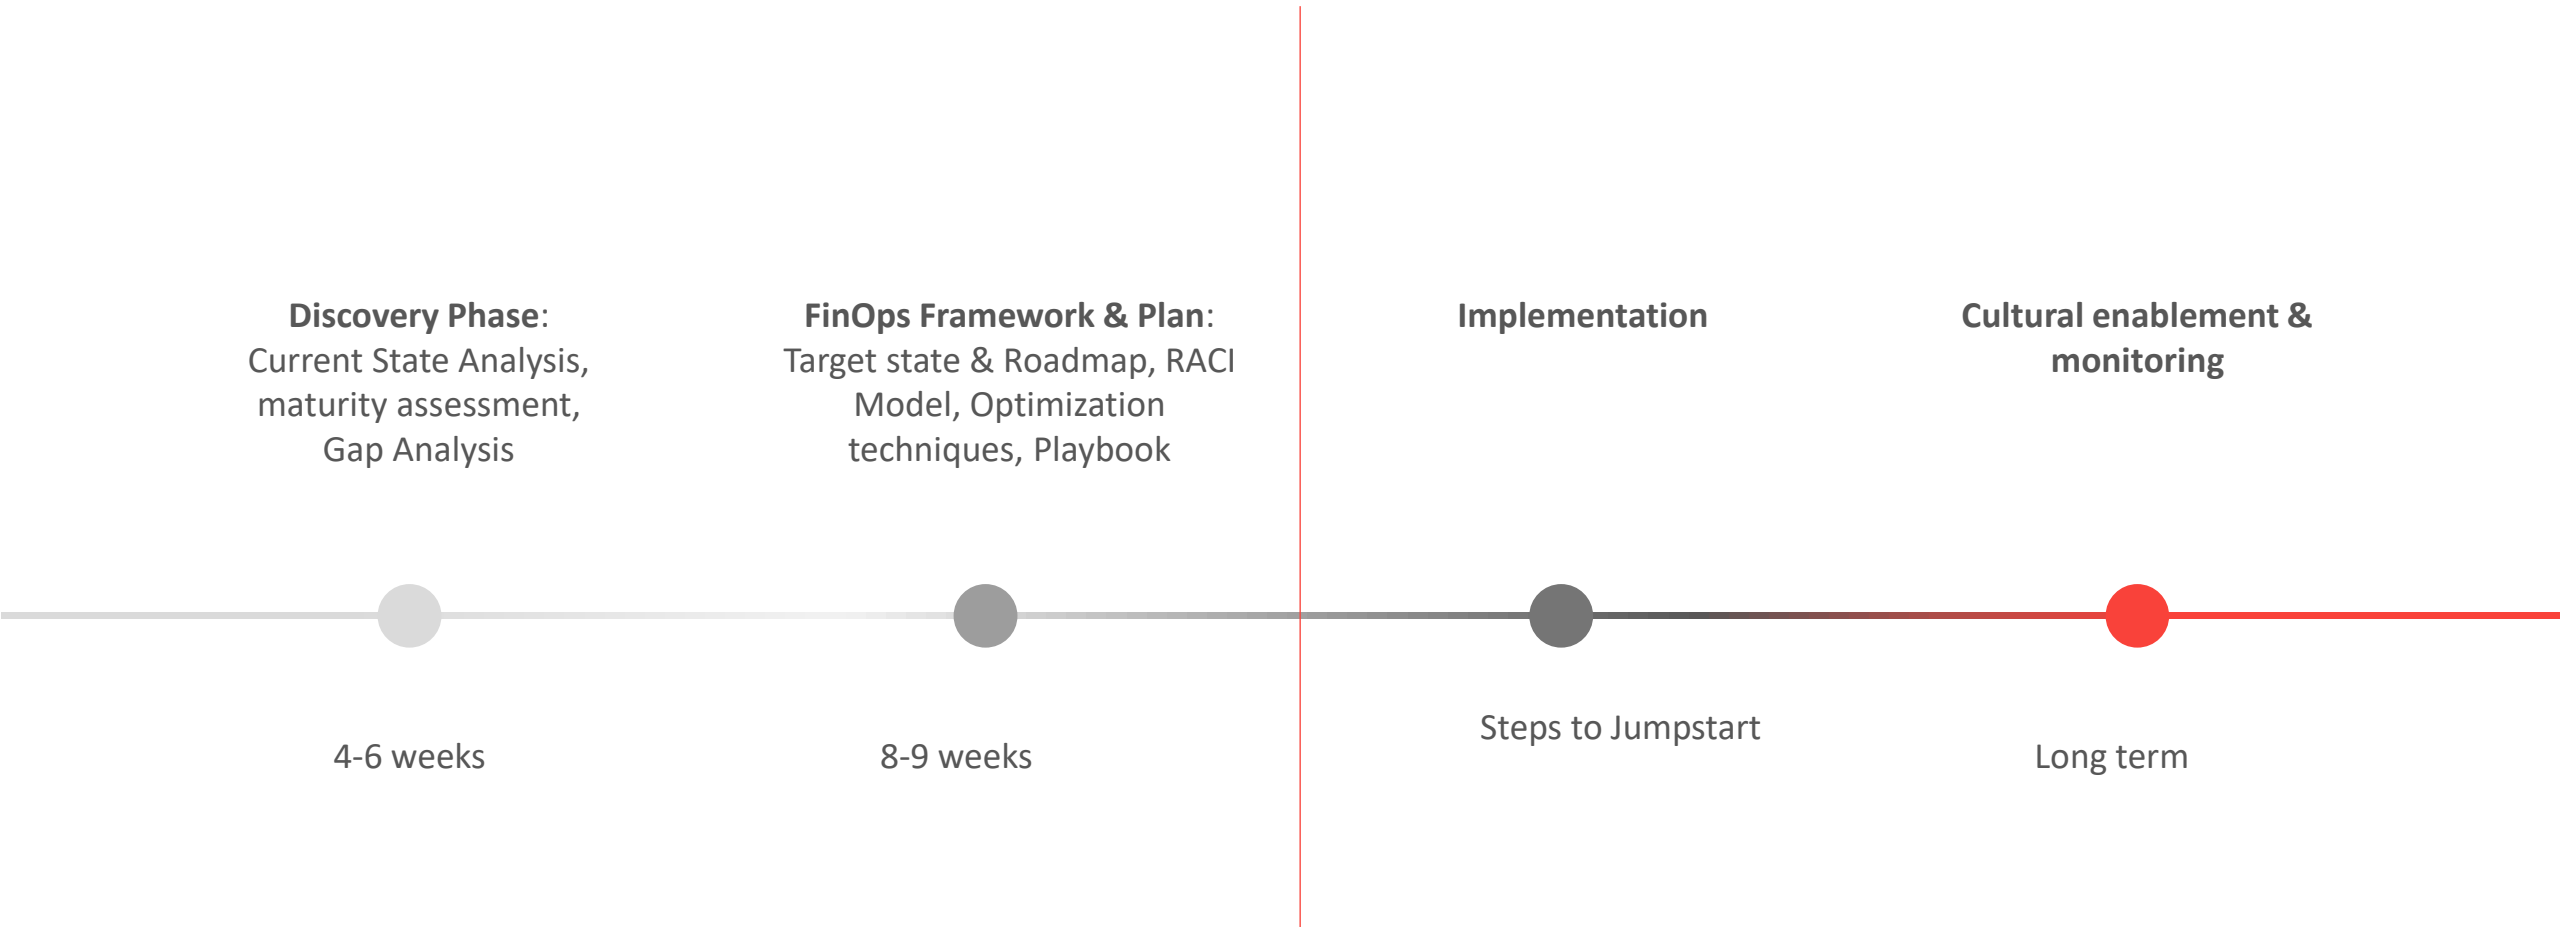 Discovery Phase:
Current State Analysis,
maturity assessment,
Gap Analysis
FinOps Framework & Plan:
Target state & Roadmap, RACI
Model, Optimization
techniques, Playbook
Implementation
Cultural enablement &
monitoring
4-6 weeks
8-9 weeks
Steps to Jumpstart
Long term